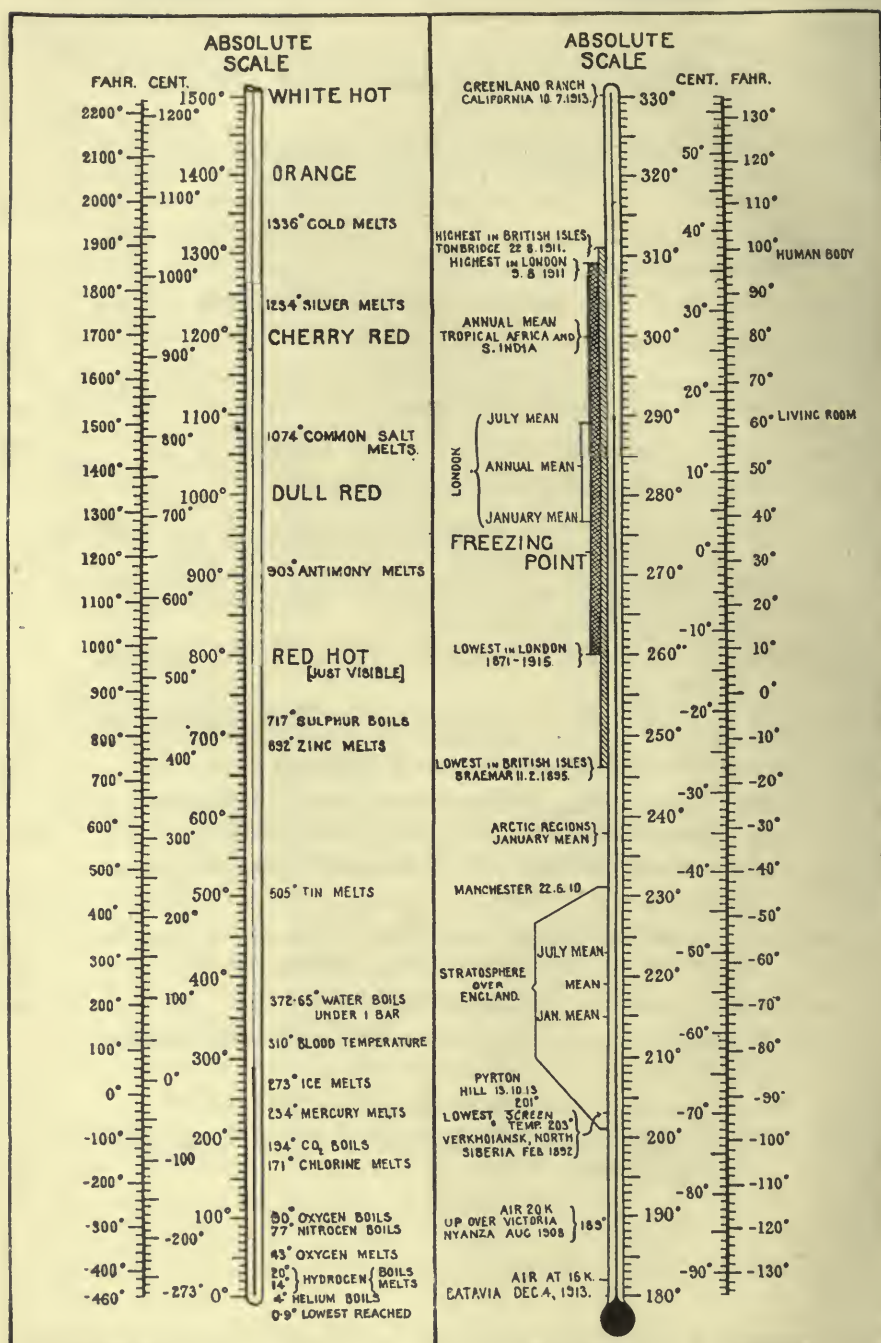 ABSOLUTE
SCALE
FAHR. CENT.
1500° WHITE HOT
2200°
1200°
2100°
1400° ORANGE
2000° 1100°
1336° GOLD MELTS
1900°
1300°
1000°
1800°
1234° SILVER MELTS
1700°
1200° CHERRY RED
900°
1600°
1500°
1100°
1074° COMMON SALT
MELTS.
800°
1400°
1000° DULL RED
1300° 700°
1200°
903° ANTIMONY MELTS
900°
1100° 600°
1000°
800° RED HOT
[JUST VISIBLE]
500°
900°
717° SULPHUR BOILS
800° 700°
692° ZINC MELTS
400°
700°
600°
600°
300°
500°
500° 505° TIN MELTS
400° 200°
300°
400°
200° 100°
372·65° WATER BOILS
UNDER 1 BAR
100°
300° 310° BLOOD TEMPERATURE
0° 0°
273° ICE MELTS
234° MERCURY MELTS
-100° 200°
194° CO₂ BOILS
-100
171° CHLORINE MELTS
-200°
100° 90° OXYGEN BOILS
-300° 77° NITROGEN BOILS
-200°
43° OXYGEN MELTS
-400° 20° } HYDROGEN { BOILS
14° MELTS
-460° -273° 0° 4° HELIUM BOILS
0·9° LOWEST REACHED
ABSOLUTE
SCALE
CENT. FAHR.
GREENLAND RANCH
CALIFORNIA 10.7.1913.
330°
130°
50°
120°
320°
110°
40°
HIGHEST IN BRITISH ISLES
TONBRIDGE 22.8.1911.
HIGHEST IN LONDON
9.8 1911
310°
100° HUMAN BODY
90°
30°
ANNUAL MEAN
TROPICAL AFRICA AND
S. INDIA
300°
80°
70°
20°
290°
60° LIVING ROOM
LONDON
JULY MEAN
ANNUAL MEAN
JANUARY MEAN
10° 50°
280°
40°
FREEZING
POINT
0°
30°
270°
20°
-10°
10°
LOWEST IN LONDON
1871-1915.
260°
0°
-20°
250°
-10°
LOWEST IN BRITISH ISLES
BRAEMAR 11.2.1895.
-20°
-30°
240°
ARCTIC REGIONS
JANUARY MEAN
-30°
-40° -40°
MANCHESTER 22.6.10
230°
-50°
JULY MEAN
-50°
-60°
STRATOSPHERE
OVER
ENGLAND.
MEAN
220°
JAN. MEAN
-70°
-60°
-80°
210°
PYRTON
HILL 13.10.13
201°
-90°
LOWEST SCREEN
" TEMP. 203°
VERKHOIANSK, NORTH
SIBERIA FEB 1892
-70°
200°
-100°
-110°
-80°
AIR 20 K
UP OVER VICTORIA
NYANZA AUG 1908
189°
190°
-120°
AIR AT 16 K.
BATAVIA DEC 4, 1913.
-90° -130°
180°